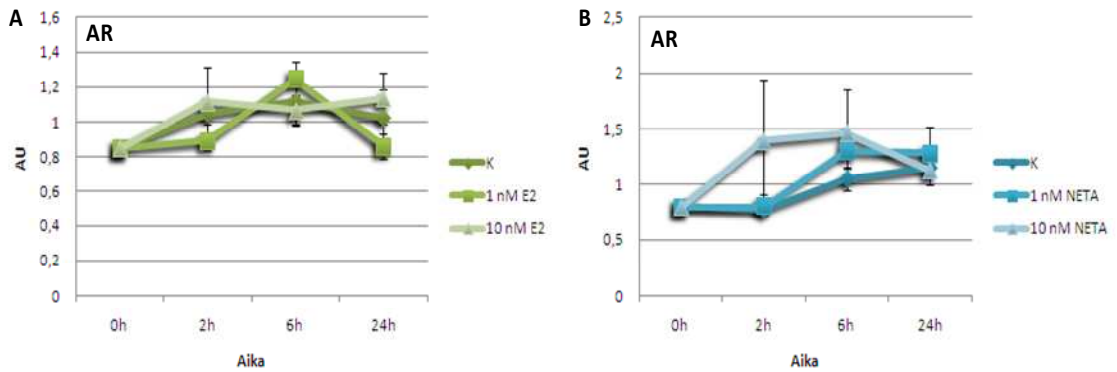 A
AR
1,6
1,4
1,2
1
0,8
0,6
0,4
0,2
0
AU
0h 2h 6h 24h
Aika
K
1 nM E2
10 nM E2
B
AR
2,5
2
1,5
1
0,5
0
AU
0h 2h 6h 24h
Aika
K
1 nM NETA
10 nM NETA